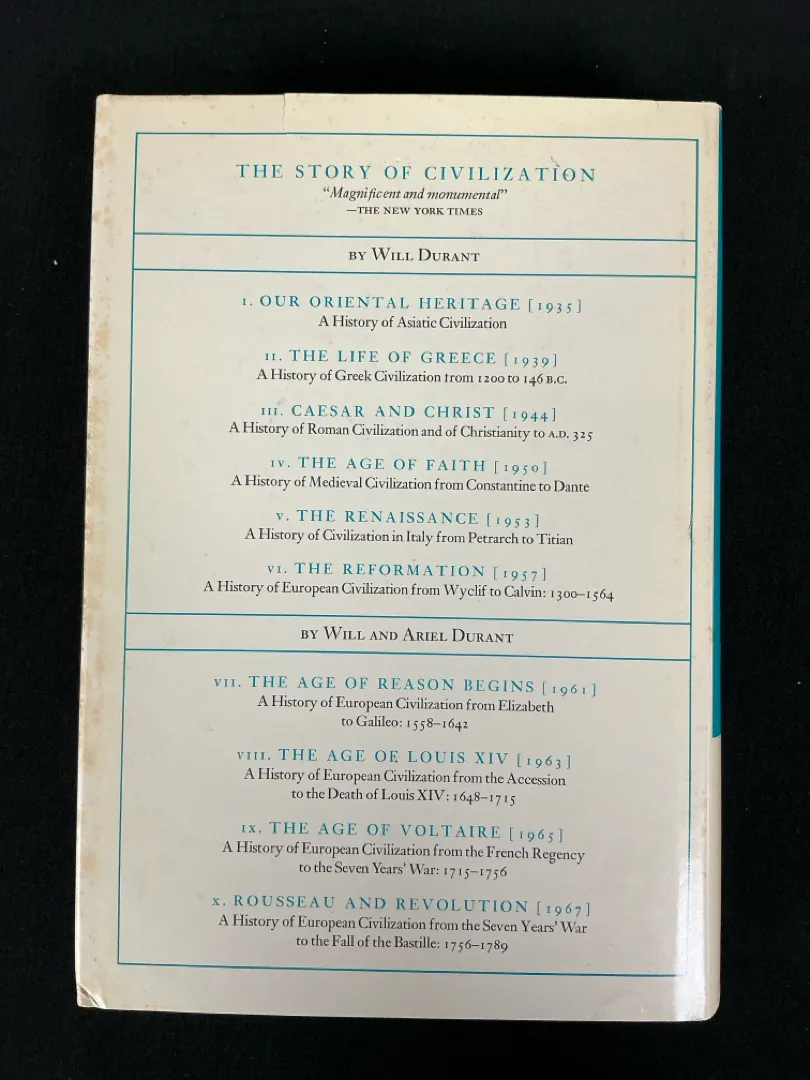 THE STORY OF CIVILIZATION
“Magnificent and monumental”
—THE NEW YORK TIMES
BY WILL DURANT
I. OUR ORIENTAL HERITAGE [1935]
A History of Asiatic Civilization
II. THE LIFE OF GREECE [1939]
A History of Greek Civilization from 1200 to 146 B.C.
III. CAESAR AND CHRIST [1944]
A History of Roman Civilization and of Christianity to A.D. 325
IV. THE AGE OF FAITH [1950]
A History of Medieval Civilization from Constantine to Dante
V. THE RENAISSANCE [1953]
A History of Civilization in Italy from Petrarch to Titian
VI. THE REFORMATION [1957]
A History of European Civilization from Wyclif to Calvin: 1300–1564
BY WILL AND ARIEL DURANT
VII. THE AGE OF REASON BEGINS [1961]
A History of European Civilization from Elizabeth
to Galileo: 1558–1642
VIII. THE AGE OF LOUIS XIV [1963]
A History of European Civilization from the Accession
to the Death of Louis XIV: 1648–1715
IX. THE AGE OF VOLTAIRE [1965]
A History of European Civilization from the French Regency
to the Seven Years’ War: 1715–1756
X. ROUSSEAU AND REVOLUTION [1967]
A History of European Civilization from the Seven Years’ War
to the Fall of the Bastille: 1756–1789